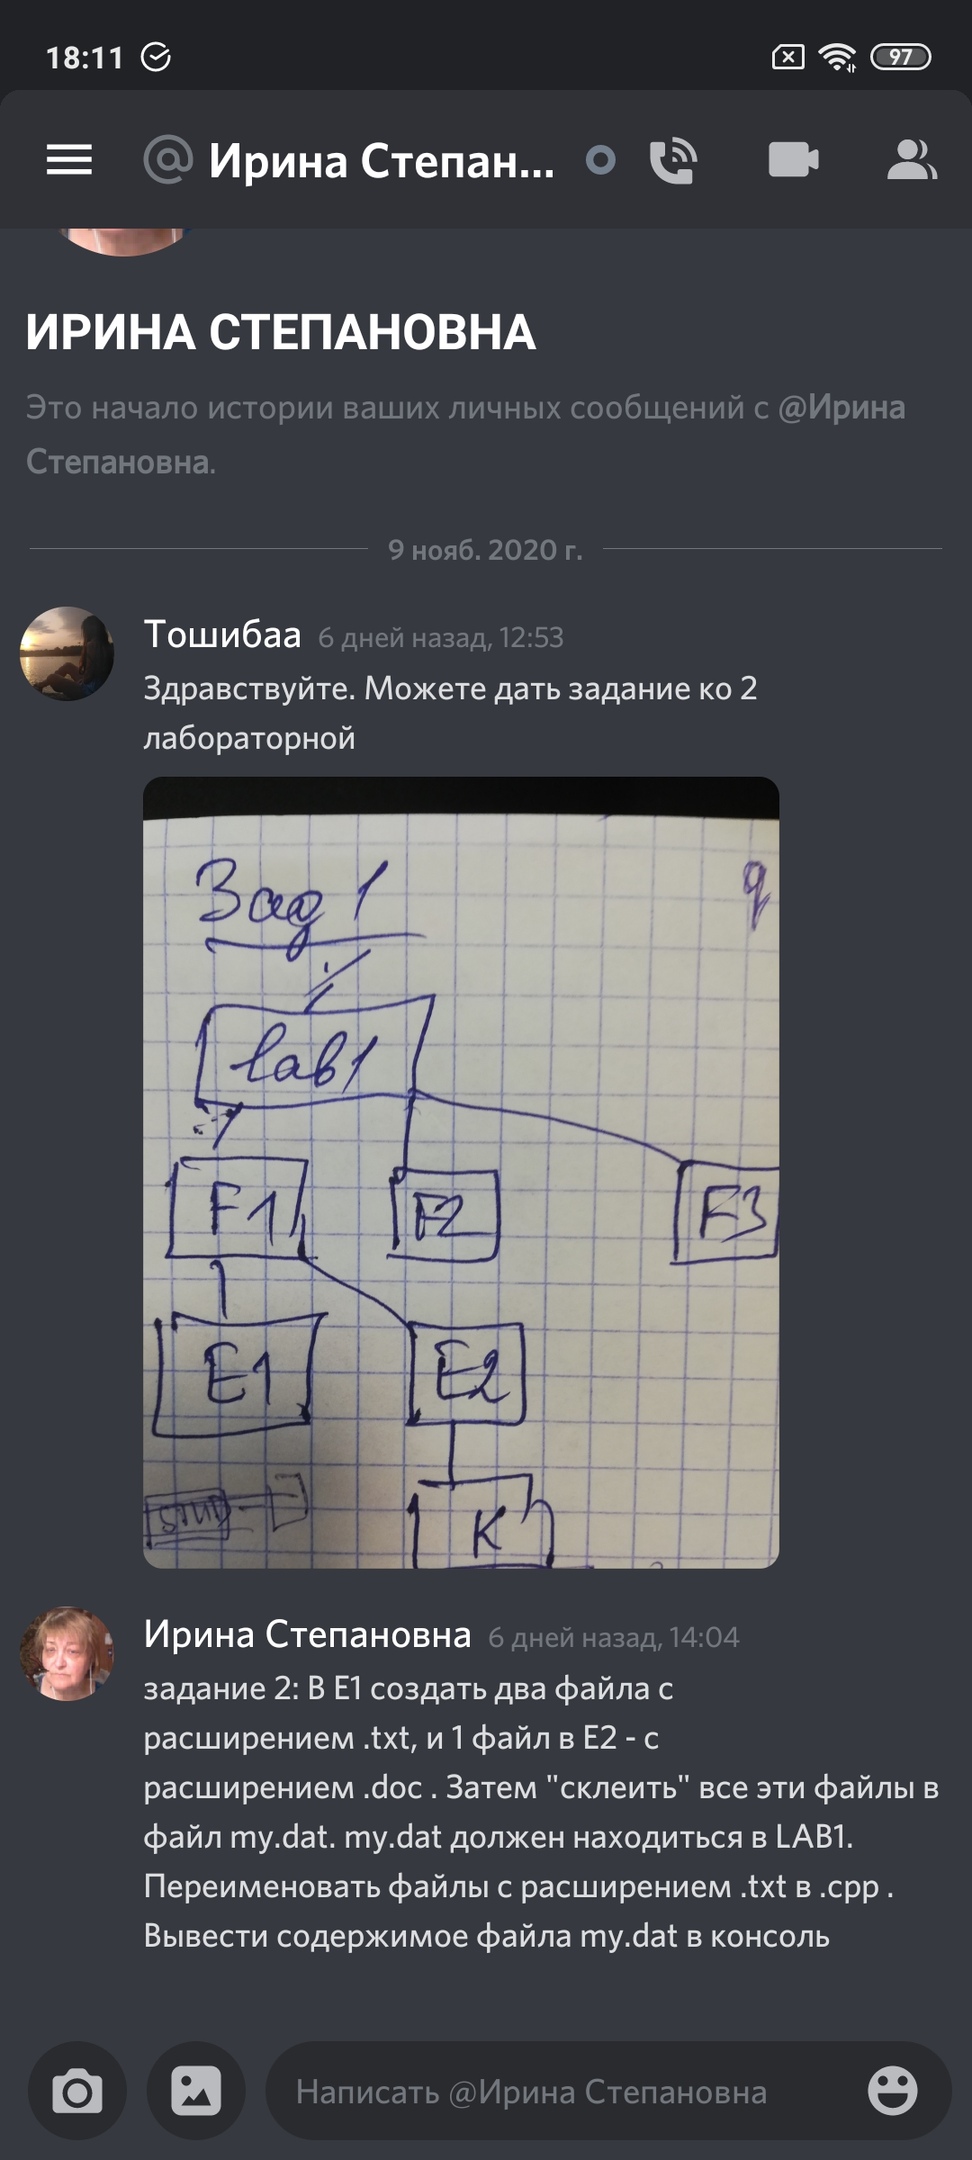 18:11
97
@ Ирина Степан...
ИРИНА СТЕПАНОВНА
Это начало истории ваших личных сообщений с @Ирина
Степановна.
9 нояб. 2020 г.
Тошибаа 6 дней назад, 12:53
Здравствуйте. Можете дать задание ко 2
лабораторной
Зад 1
lab1
F1 F2 F3
E1 E2
K
Ирина Степановна 6 дней назад, 14:04
задание 2: В Е1 создать два файла с
расширением .txt, и 1 файл в Е2 - с
расширением .doc . Затем "склеить" все эти файлы в
файл my.dat. my.dat должен находиться в LAB1.
Переименовать файлы с расширением .txt в .cpp .
Вывести содержимое файла my.dat в консоль
Написать @Ирина Степановна